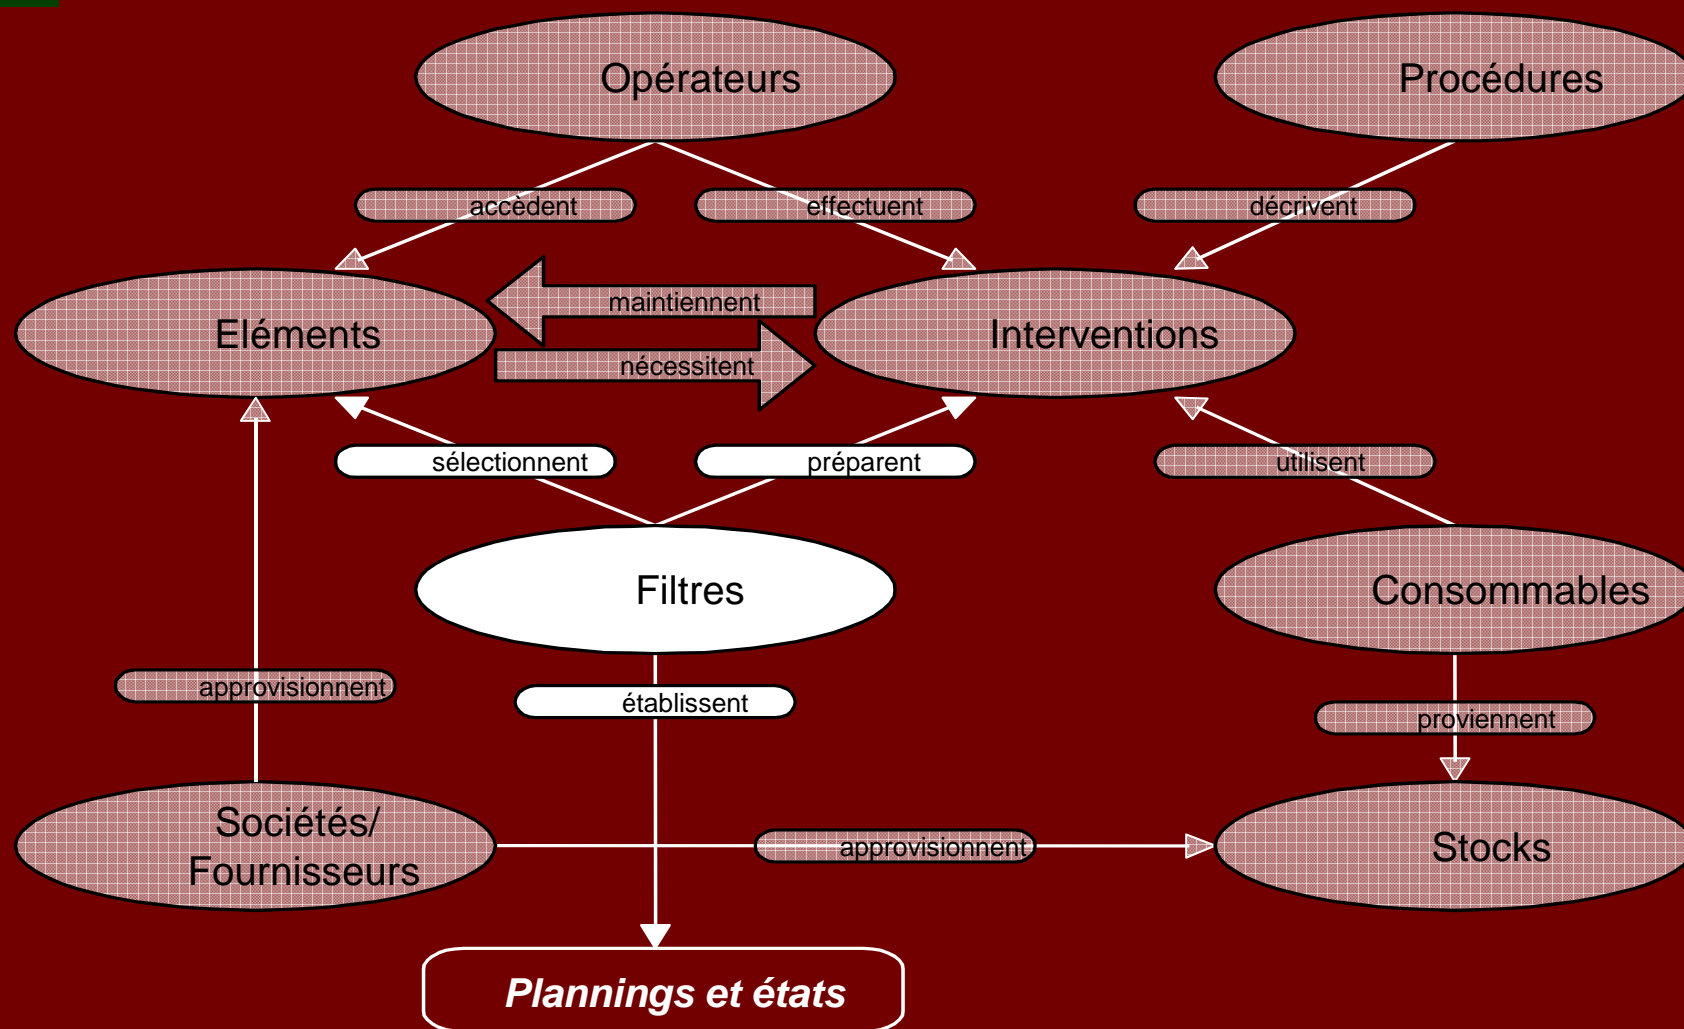 Opérateurs
Procédures
accèdent
effectuent
décrivent
maintiennent
Eléments
Interventions
nécessitent
sélectionnent
préparent
utilisent
Filtres
Consommables
approvisionnent
établissent
proviennent
Sociétés/
Fournisseurs
approvisionnent
Stocks
Plannings et états